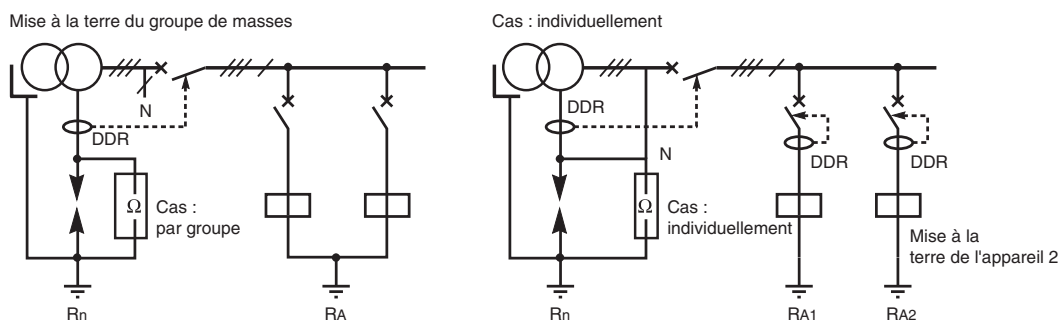 Mise à la terre du groupe de masses
N
DDR
Ω
Cas :
par groupe
Rn
RA
Cas : individuellement
DDR
N
Ω
Cas :
individuellement
DDR
DDR
Mise à la
terre de l'appareil 2
Rn
RA1
RA2